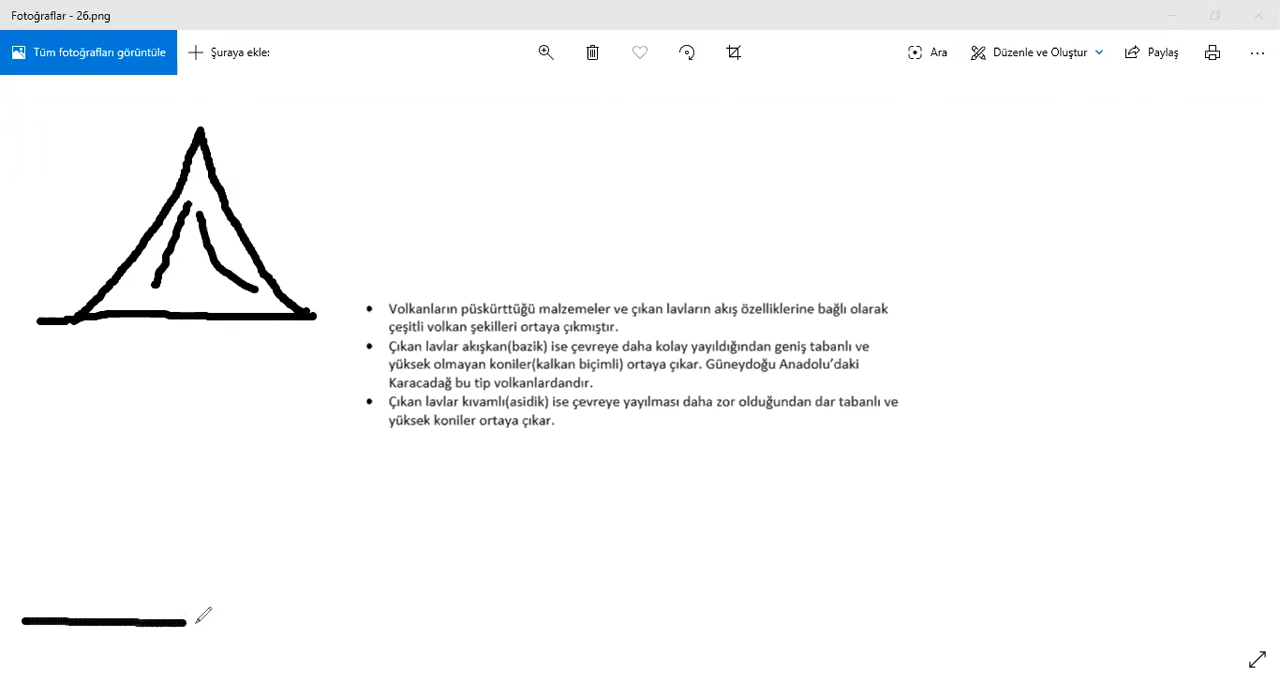 Fotoğraflar - 26.png
Tüm fotoğrafları görüntüle
Şuraya ekle:
Ara
Düzenle ve Oluştur
Paylaş
• Volkanların püskürttüğü malzemeler ve çıkan lavların akış özelliklerine bağlı olarak
çeşitli volkan şekilleri ortaya çıkmıştır.
• Çıkan lavlar akışkan(bazik) ise çevreye daha kolay yayıldığından geniş tabanlı ve
yüksek olmayan koniler(kalkan biçimli) ortaya çıkar. Güneydoğu Anadolu'daki
Karacadağ bu tip volkanlardandır.
• Çıkan lavlar kıvamlı(asidik) ise çevreye yayılması daha zor olduğundan dar tabanlı ve
yüksek koniler ortaya çıkar.